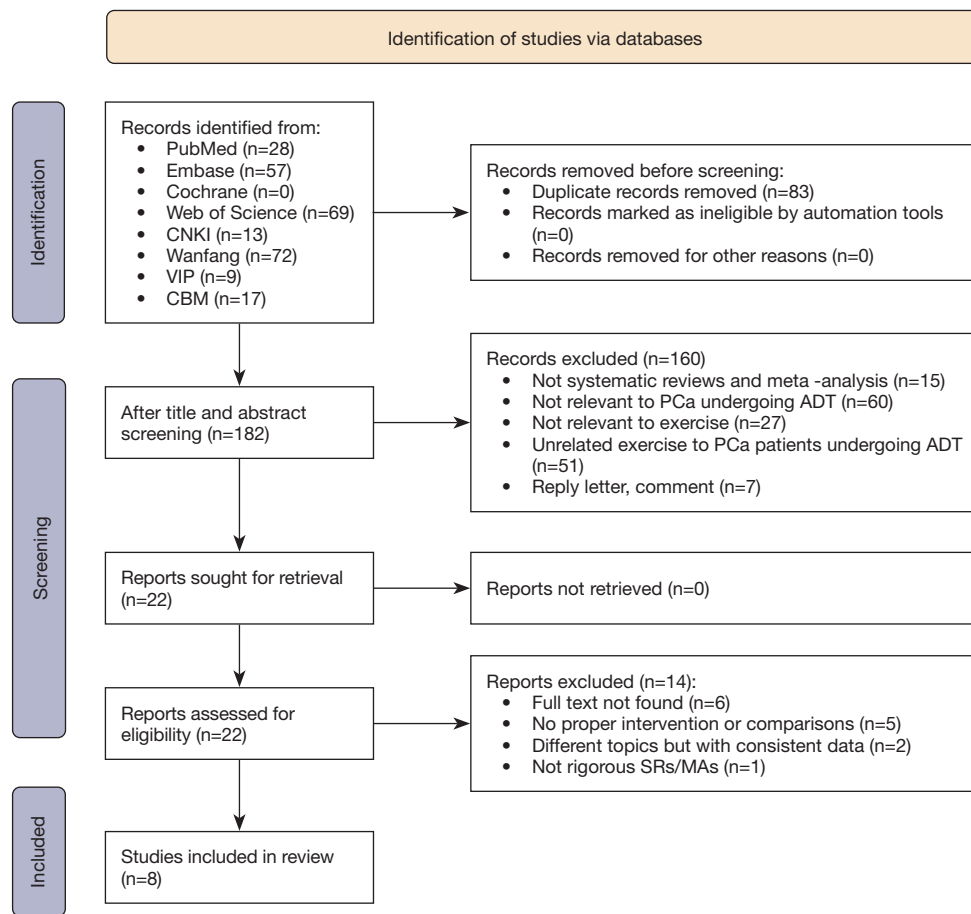 Identification of studies via databases
Identification
Records identified from:
• PubMed (n=28)
• Embase (n=57)
• Cochrane (n=0)
• Web of Science (n=69)
• CNKI (n=13)
• Wanfang (n=72)
• VIP (n=9)
• CBM (n=17)
Records removed before screening:
• Duplicate records removed (n=83)
• Records marked as ineligible by automation tools
(n=0)
• Records removed for other reasons (n=0)
Screening
After title and abstract
screening (n=182)
Records excluded (n=160)
• Not systematic reviews and meta -analysis (n=15)
• Not relevant to PCa undergoing ADT (n=60)
• Not relevant to exercise (n=27)
• Unrelated exercise to PCa patients undergoing ADT
(n=51)
• Reply letter, comment (n=7)
Reports sought for retrieval
(n=22)
Reports not retrieved (n=0)
Reports assessed for
eligibility (n=22)
Reports excluded (n=14):
• Full text not found (n=6)
• No proper intervention or comparisons (n=5)
• Different topics but with consistent data (n=2)
• Not rigorous SRs/MAs (n=1)
Included
Studies included in review
(n=8)